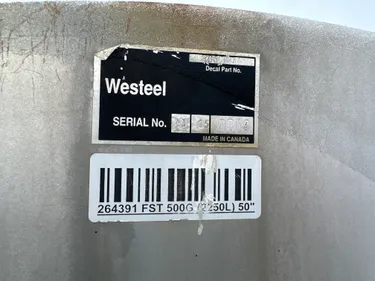 Decal Part No.
Westeel
SERIAL No.
MADE IN CANADA
264391 FST 500G (2250L) 50"